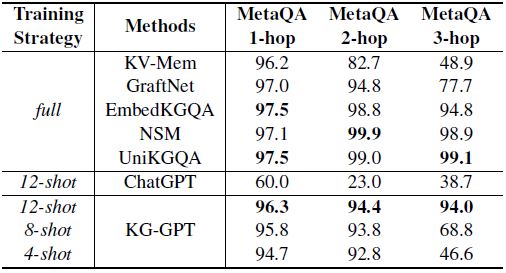 Training Strategy Methods MetaQA 1-hop MetaQA 2-hop MetaQA 3-hop
full KV-Mem 96.2 82.7 48.9
GraftNet 97.0 94.8 77.7
EmbedKGQA 97.5 98.8 94.8
NSM 97.1 99.9 98.9
UniKGQA 97.5 99.0 99.1
12-shot ChatGPT 60.0 23.0 38.7
12-shot KG-GPT 96.3 94.4 94.0
8-shot 95.8 93.8 68.8
4-shot 94.7 92.8 46.6